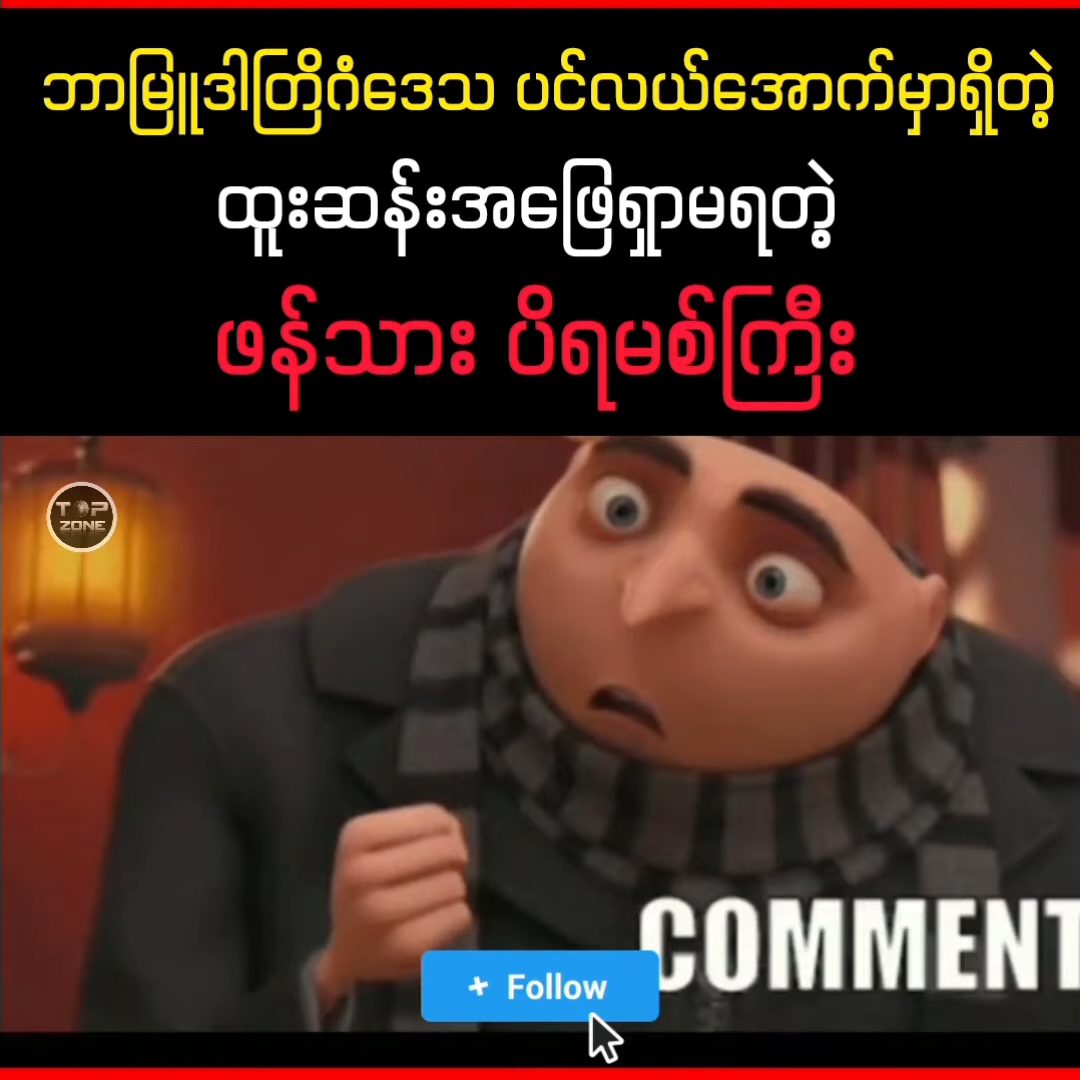 ဘာမြူဒါတြိဂံဒေသ ပင်လယ်အောက်မှာရှိတဲ့
ထူးဆန်းအဖြေရှာမရတဲ့
ဖန်သား ပိရမစ်ကြီး
TOP
ZONE
COMMENT
+ Follow